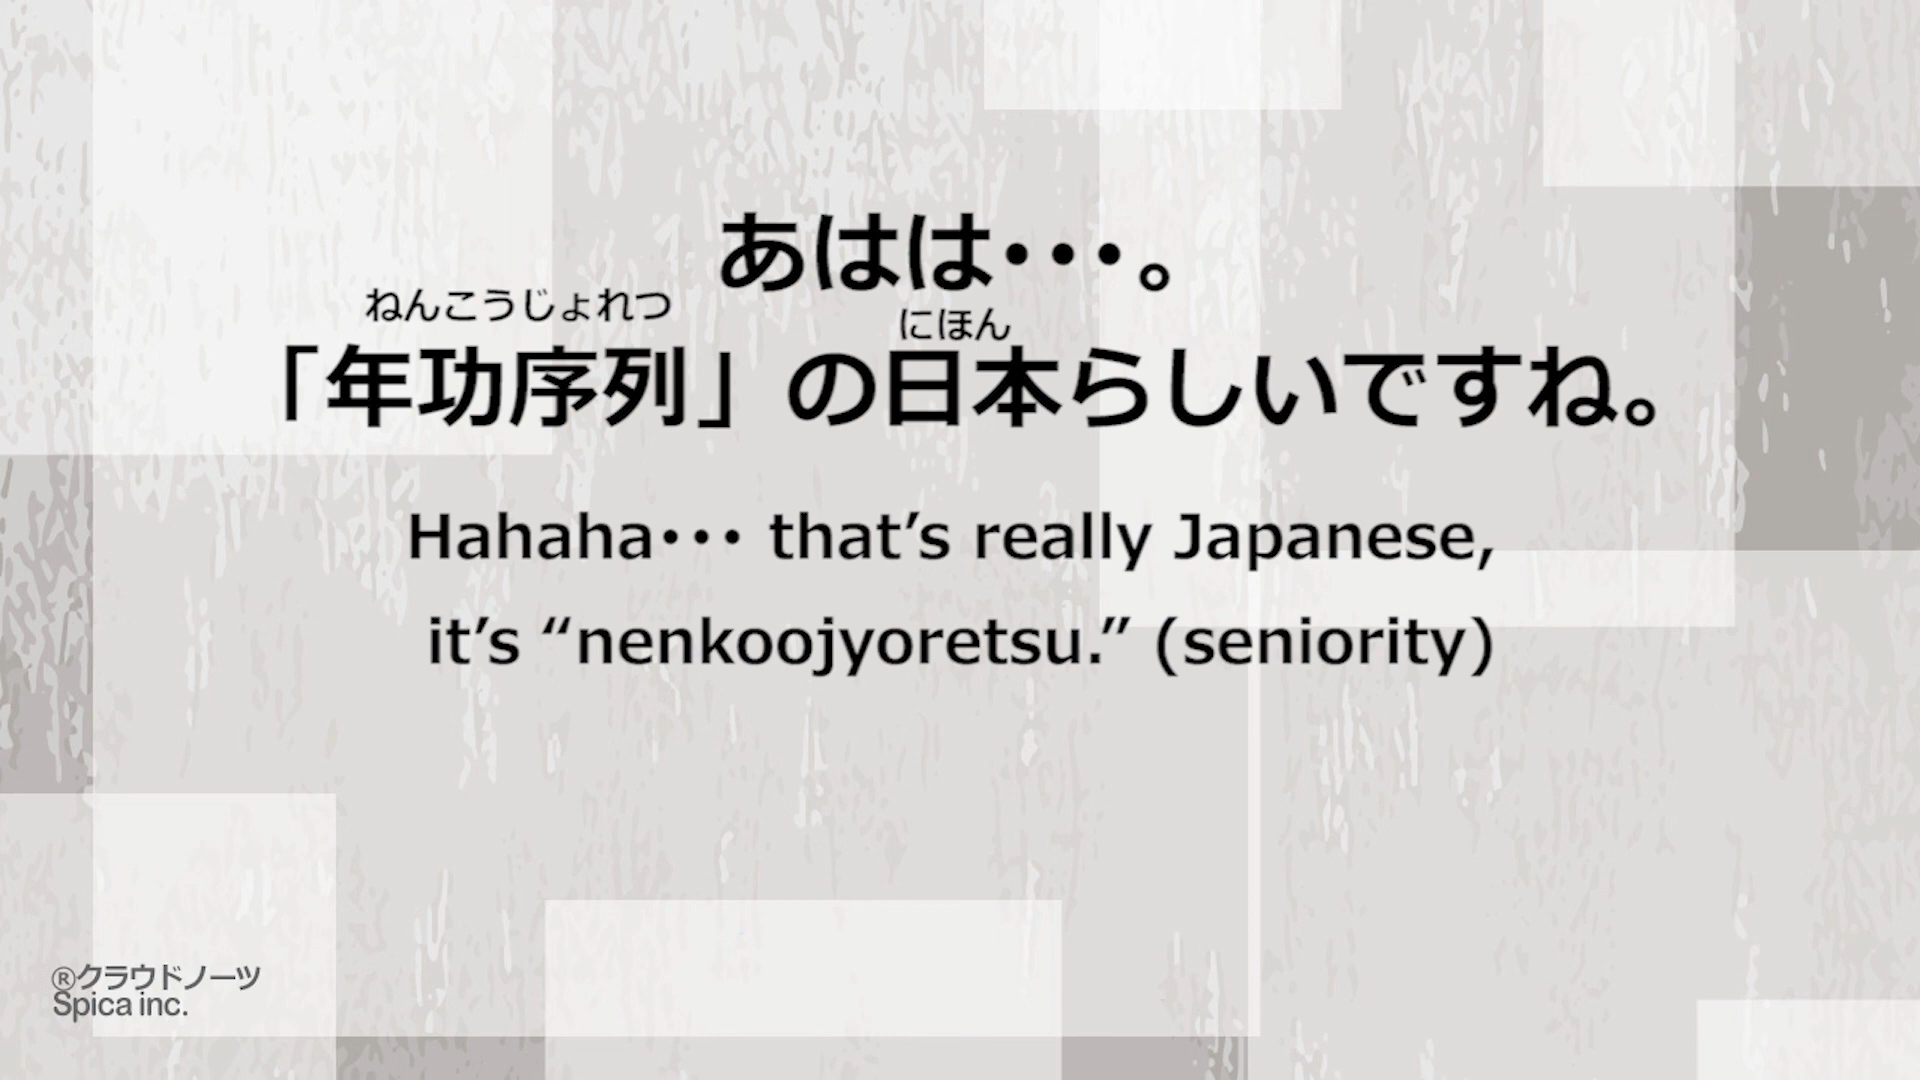 あはは･･･。
ねんこうじょれつ にほん
「年功序列」の日本らしいですね。
Hahaha･･･ that’s really Japanese,
it’s “nenkoojyoretsu.” (seniority)
®クラウドノーツ
Spica inc.